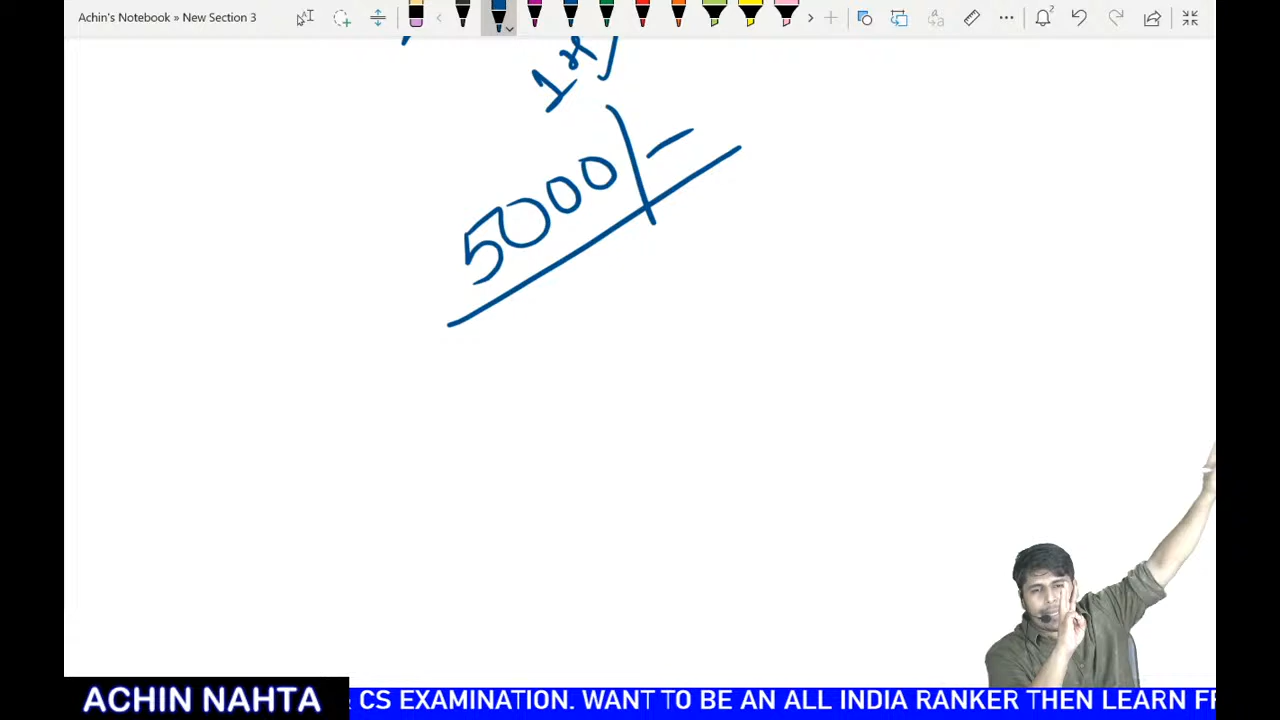 Achin's Notebook » New Section 3
5000/-
ACHIN NAHTA
CS EXAMINATION. WANT TO BE AN ALL INDIA RANKER THEN LEARN FR